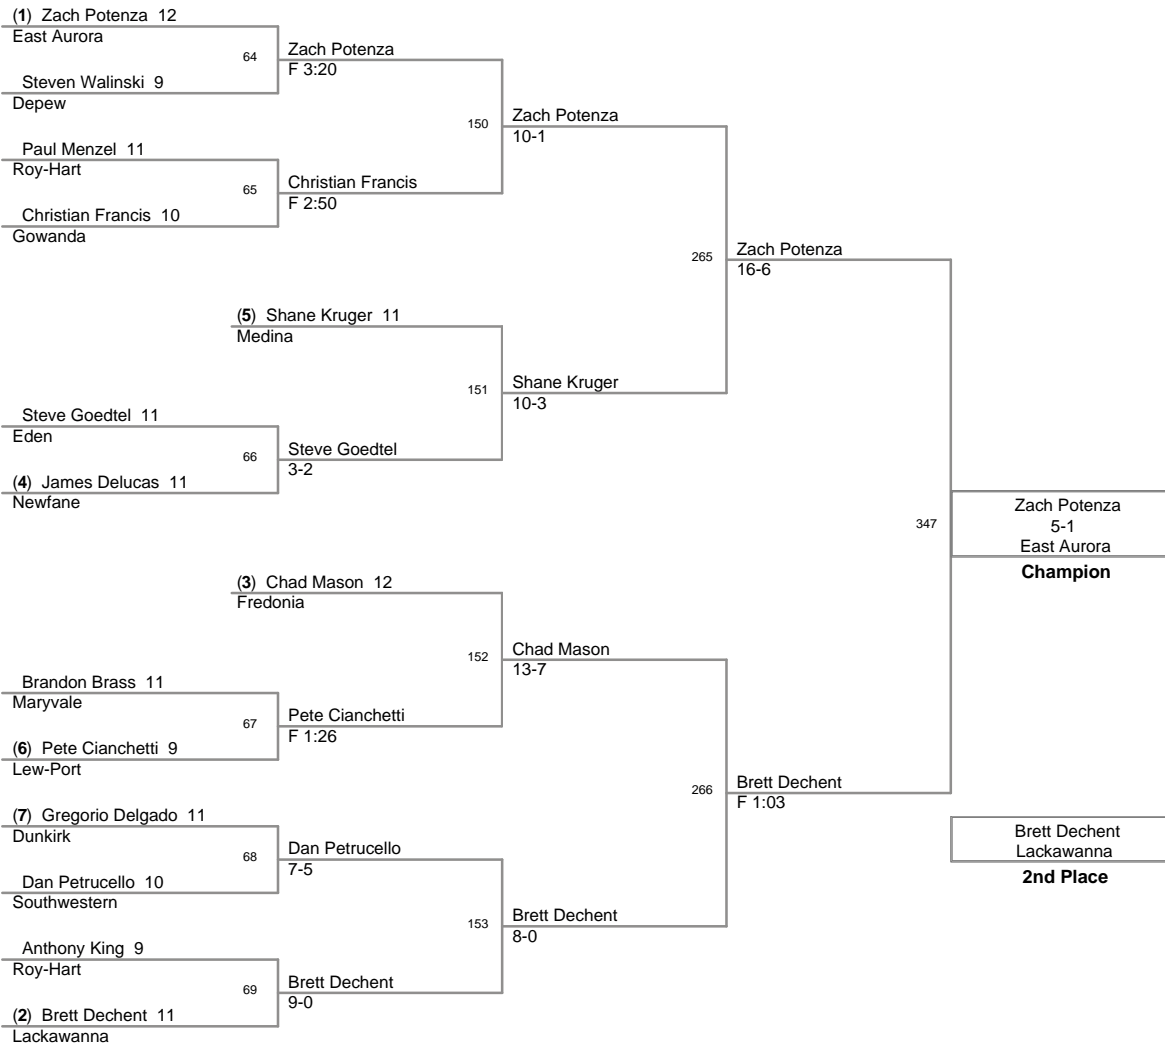 (1) Zach Potenza 12
East Aurora
64
Zach Potenza
F 3:20
Steven Walinski 9
Depew
150
Zach Potenza
10-1
Paul Menzel 11
Roy-Hart
65
Christian Francis
F 2:50
Christian Francis 10
Gowanda
265
Zach Potenza
16-6
(5) Shane Kruger 11
Medina
151
Shane Kruger
10-3
Steve Goedtel 11
Eden
66
Steve Goedtel
3-2
(4) James Delucas 11
Newfane
347
Zach Potenza
5-1
East Aurora
Champion
(3) Chad Mason 12
Fredonia
152
Chad Mason
13-7
Brandon Brass 11
Maryvale
67
Pete Cianchetti
F 1:26
(6) Pete Cianchetti 9
Lew-Port
266
Brett Dechent
F 1:03
(7) Gregorio Delgado 11
Dunkirk
68
Dan Petrucello
7-5
Dan Petrucello 10
Southwestern
153
Brett Dechent
8-0
Anthony King 9
Roy-Hart
69
Brett Dechent
9-0
(2) Brett Dechent 11
Lackawanna
Brett Dechent
Lackawanna
2nd Place